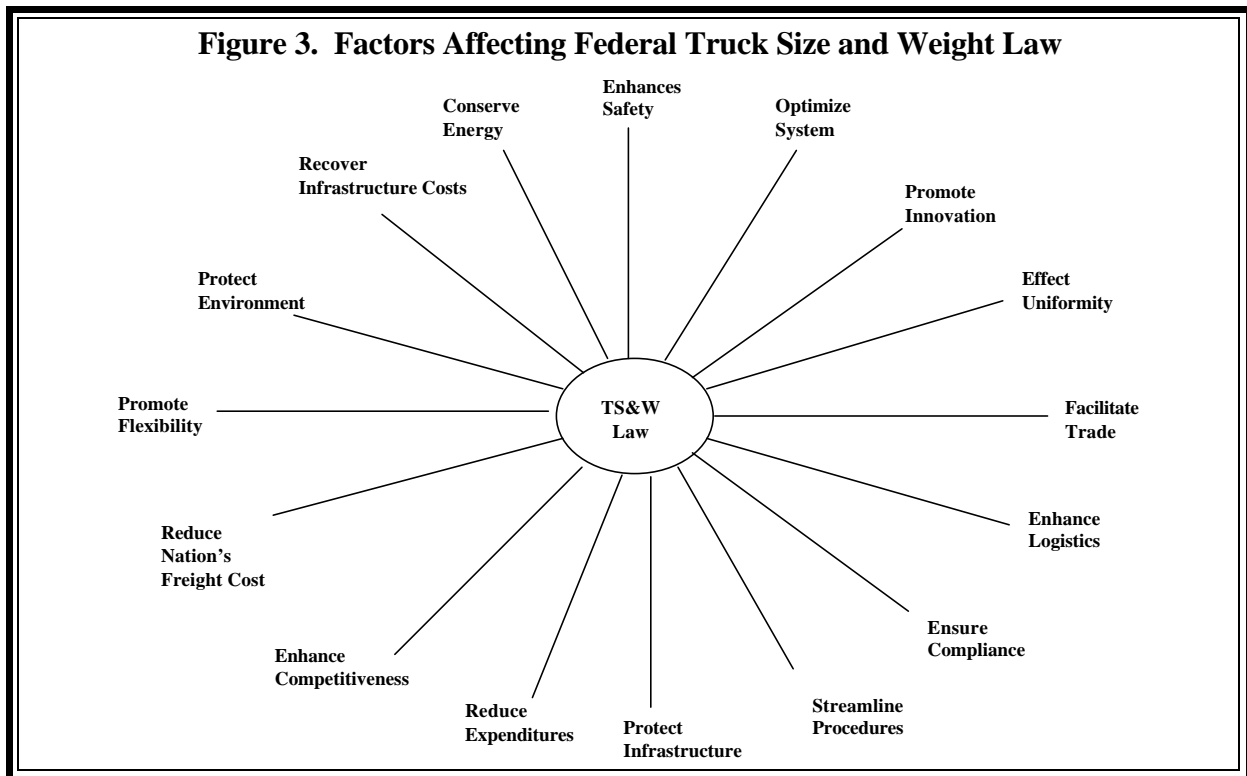 Figure 3.  Factors Affecting Federal Truck Size and Weight Law
Enhances
Safety
Optimize
System
Promote
Innovation
Effect
Uniformity
Facilitate
Trade
Enhance
Logistics
Ensure
Compliance
Streamline
Procedures
Protect
Infrastructure
Reduce
Expenditures
Enhance
Competitiveness
Reduce
Nation's
Freight Cost
Promote
Flexibility
Protect
Environment
Recover
Infrastructure Costs
Conserve
Energy
TS&W
Law